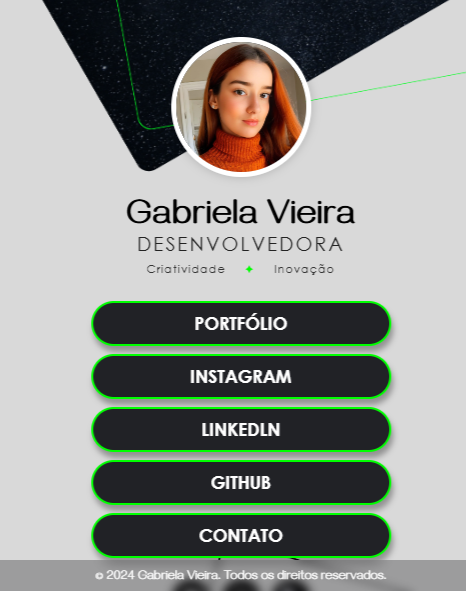 Gabriela Vieira
DESENVOLVEDORA
Criatividade ✦ Inovação
PORTFÓLIO
INSTAGRAM
LINKEDLN
GITHUB
CONTATO
© 2024 Gabriela Vieira. Todos os direitos reservados.